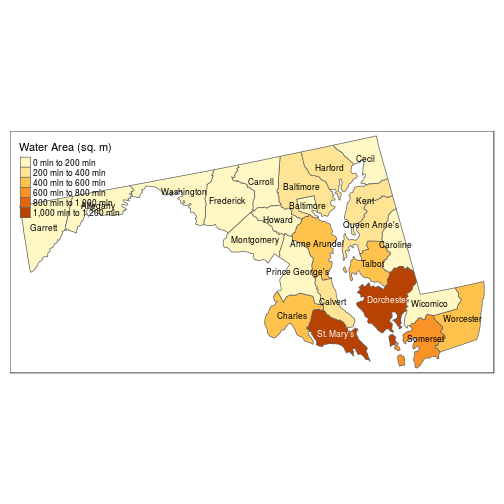 Water Area (sq. m)
0 mln to 200 mln
200 mln to 400 mln
400 mln to 600 mln
600 mln to 800 mln
800 mln to 1,000 mln
1,000 mln to 1,200 mln
Cecil
Harford
Carroll
Baltimore
Washington
Allegany
Frederick
Kent
Baltimore
Howard
Garrett
Queen Anne's
Montgomery
Anne Arundel
Caroline
Talbot
Prince George's
Calvert
Dorchester
Wicomico
Charles
Worcester
St. Mary's
Somerset